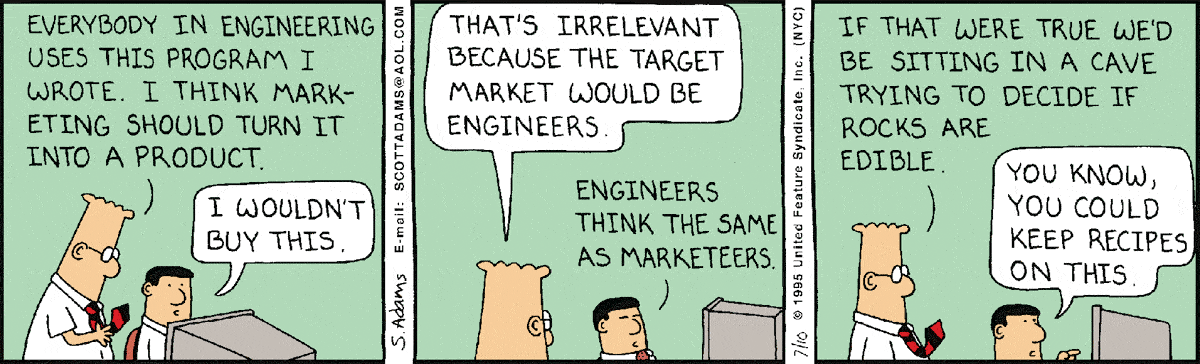 EVERYBODY IN ENGINEERING
USES THIS PROGRAM I
WROTE. I THINK MARK-
ETING SHOULD TURN IT
INTO A PRODUCT.
I WOULDN'T
BUY THIS.
S. Adams E-mail: SCOTTADAMS@AOL.COM
THAT'S IRRELEVANT
BECAUSE THE TARGET
MARKET WOULD BE
ENGINEERS.
ENGINEERS
THINK THE SAME
AS MARKETEERS.
7/10 © 1995 United Feature Syndicate, Inc. (NYC)
IF THAT WERE TRUE WE'D
BE SITTING IN A CAVE
TRYING TO DECIDE IF
ROCKS ARE
EDIBLE.
YOU KNOW,
YOU COULD
KEEP RECIPES
ON THIS.